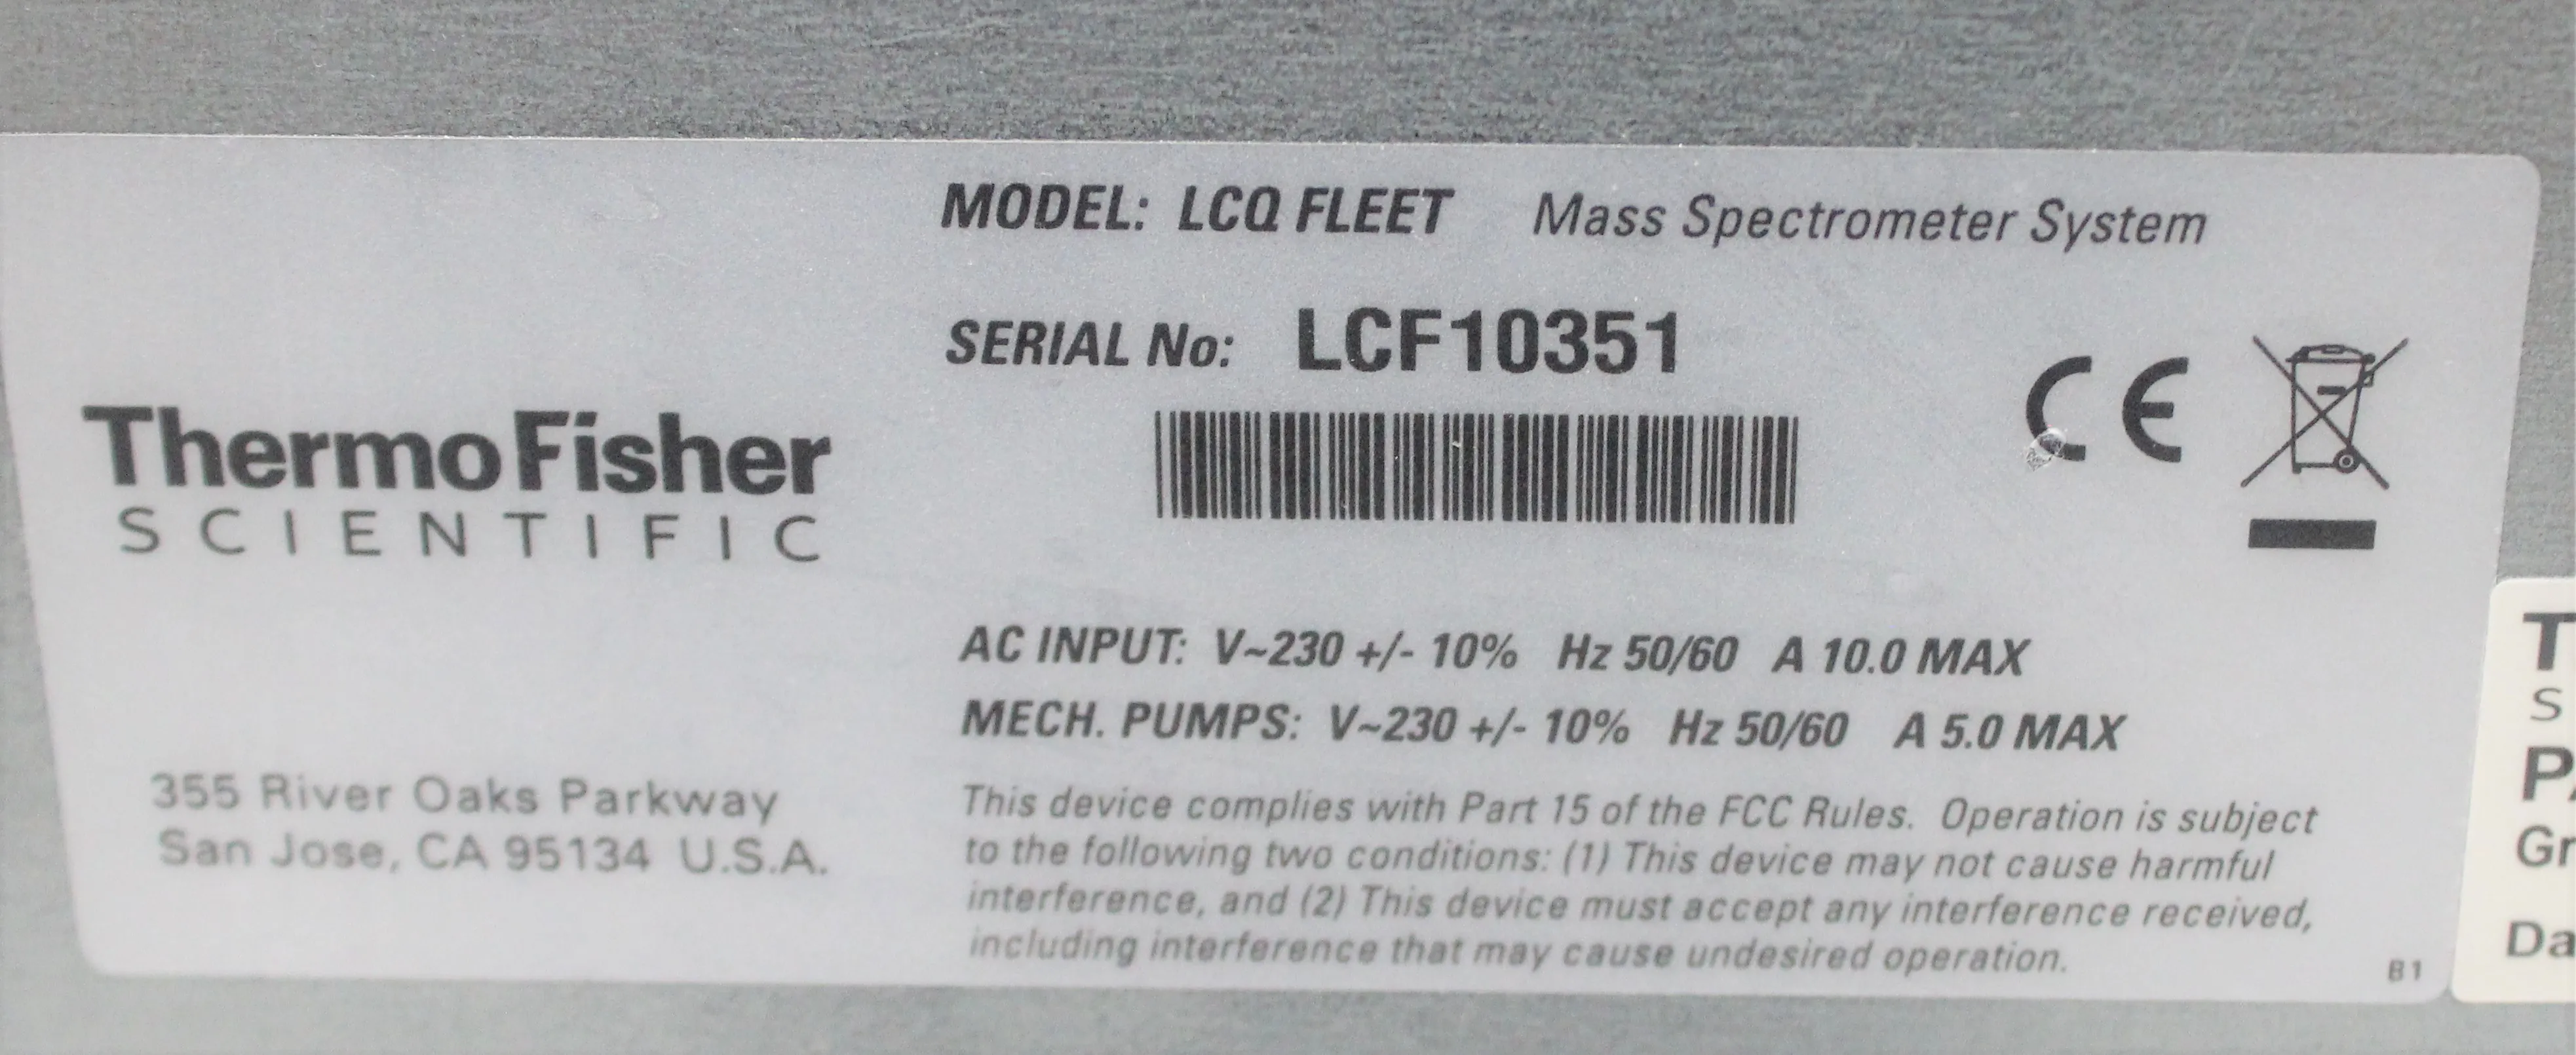 MODEL: LCQ FLEET Mass Spectrometer System
SERIAL No: LCF10351
ThermoFisher
SCIENTIFIC
CE
AC INPUT: V~230 +/- 10% Hz 50/60 A 10.0 MAX
MECH. PUMPS: V~230 +/- 10% Hz 50/60 A 5.0 MAX
355 River Oaks Parkway
San Jose, CA 95134 U.S.A.
This device complies with Part 15 of the FCC Rules. Operation is subject
to the following two conditions: (1) This device may not cause harmful
interference, and (2) This device must accept any interference received,
including interference that may cause undesired operation.
B1